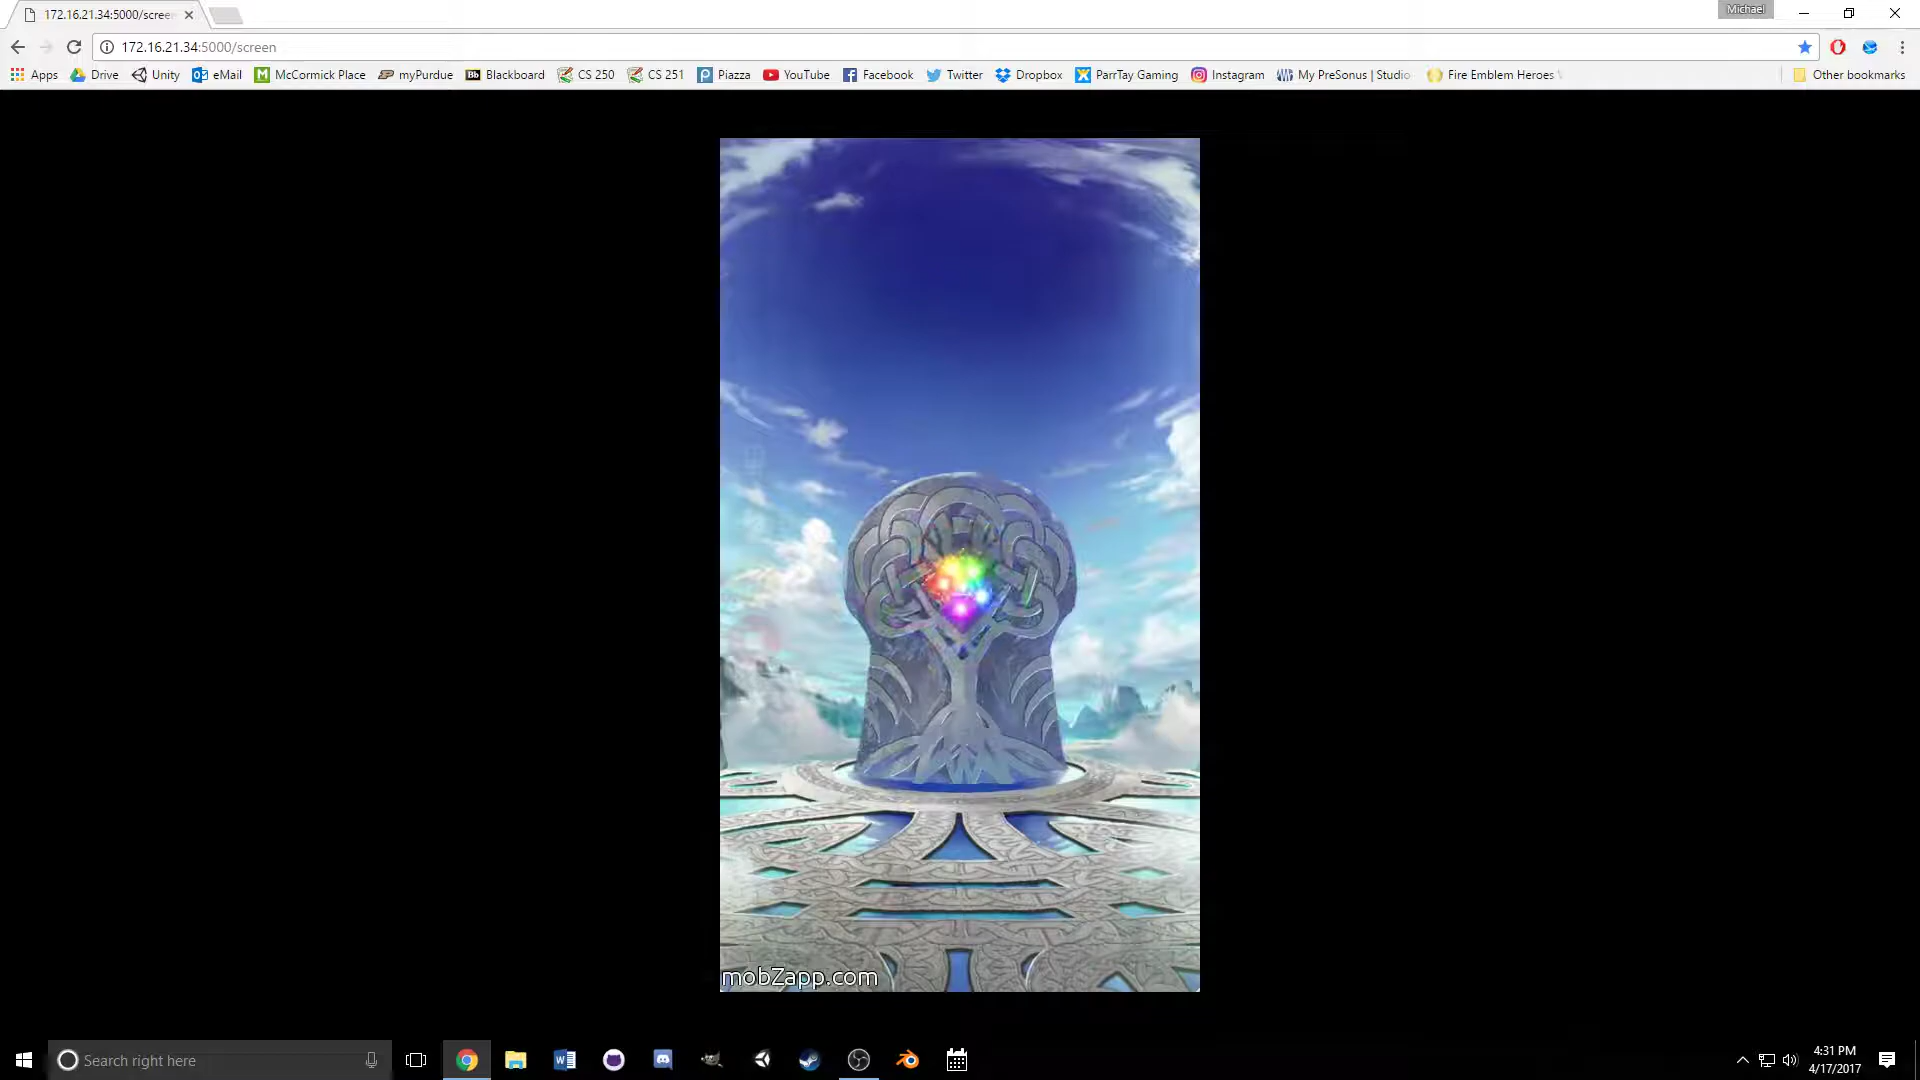 172.16.21.34:5000/scree
Michael
172.16.21.34:5000/screen
Apps Drive Unity eMail McCormick Place myPurdue Blackboard CS 250 CS 251 Piazza YouTube Facebook Twitter Dropbox ParrTay Gaming Instagram My PreSonus | Studio Fire Emblem Heroes Other bookmarks
mobZapp.com
Search right here
4:31 PM
4/17/2017